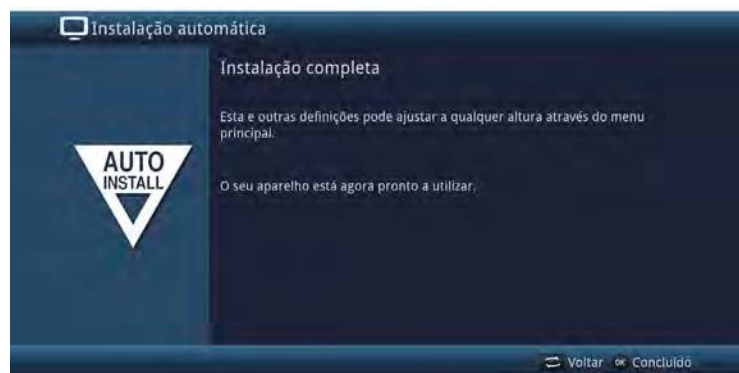 Instalação automática
Instalação completa
Esta e outras definições pode ajustar a qualquer altura através do menu
principal.
AUTO
INSTALL
O seu aparelho está agora pronto a utilizar.
Voltar OK Concluído